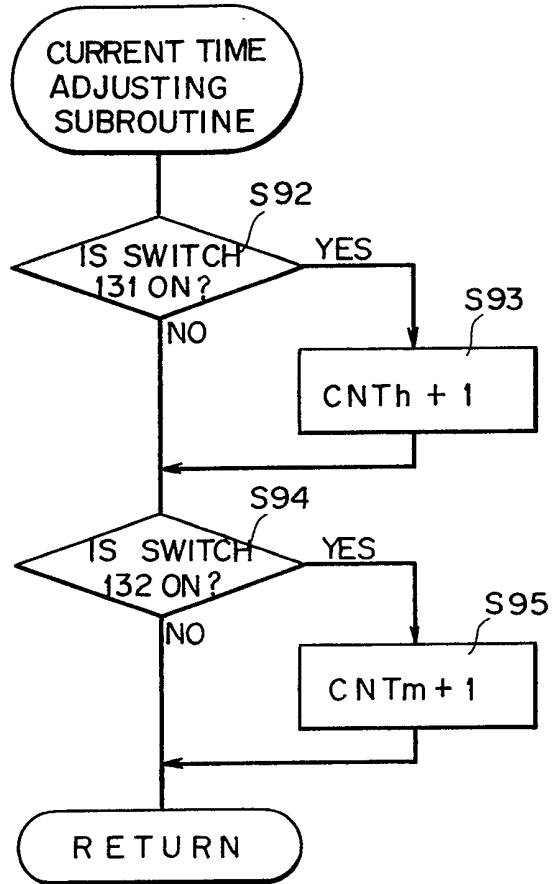 CURRENT TIME
ADJUSTING
SUBROUTINE
S92
IS SWITCH
131 ON?
YES
NO
S93
CNTh + 1
S94
IS SWITCH
132 ON?
YES
NO
S95
CNTm + 1
RETURN